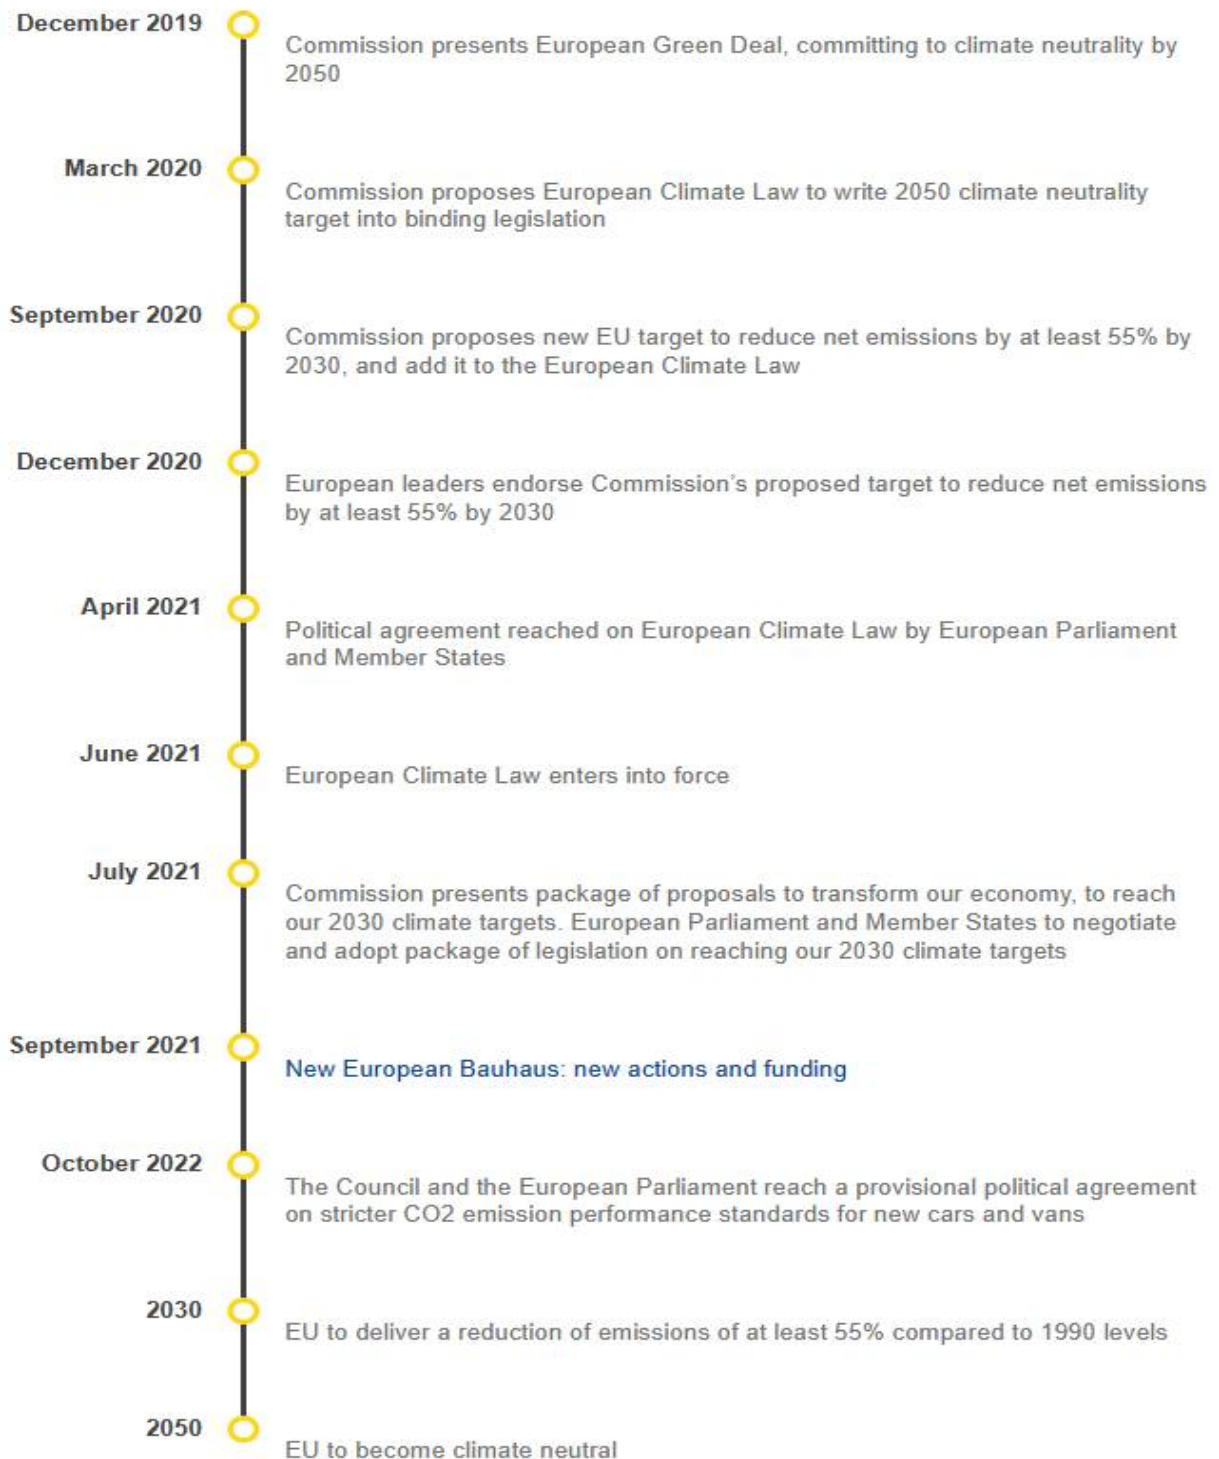 December 2019
Commission presents European Green Deal, committing to climate neutrality by
2050
March 2020
Commission proposes European Climate Law to write 2050 climate neutrality
target into binding legislation
September 2020
Commission proposes new EU target to reduce net emissions by at least 55% by
2030, and add it to the European Climate Law
December 2020
European leaders endorse Commission's proposed target to reduce net emissions
by at least 55% by 2030
April 2021
Political agreement reached on European Climate Law by European Parliament
and Member States
June 2021
European Climate Law enters into force
July 2021
Commission presents package of proposals to transform our economy, to reach
our 2030 climate targets. European Parliament and Member States to negotiate
and adopt package of legislation on reaching our 2030 climate targets
September 2021
New European Bauhaus: new actions and funding
October 2022
The Council and the European Parliament reach a provisional political agreement
on stricter CO2 emission performance standards for new cars and vans
2030
EU to deliver a reduction of emissions of at least 55% compared to 1990 levels
2050
EU to become climate neutral